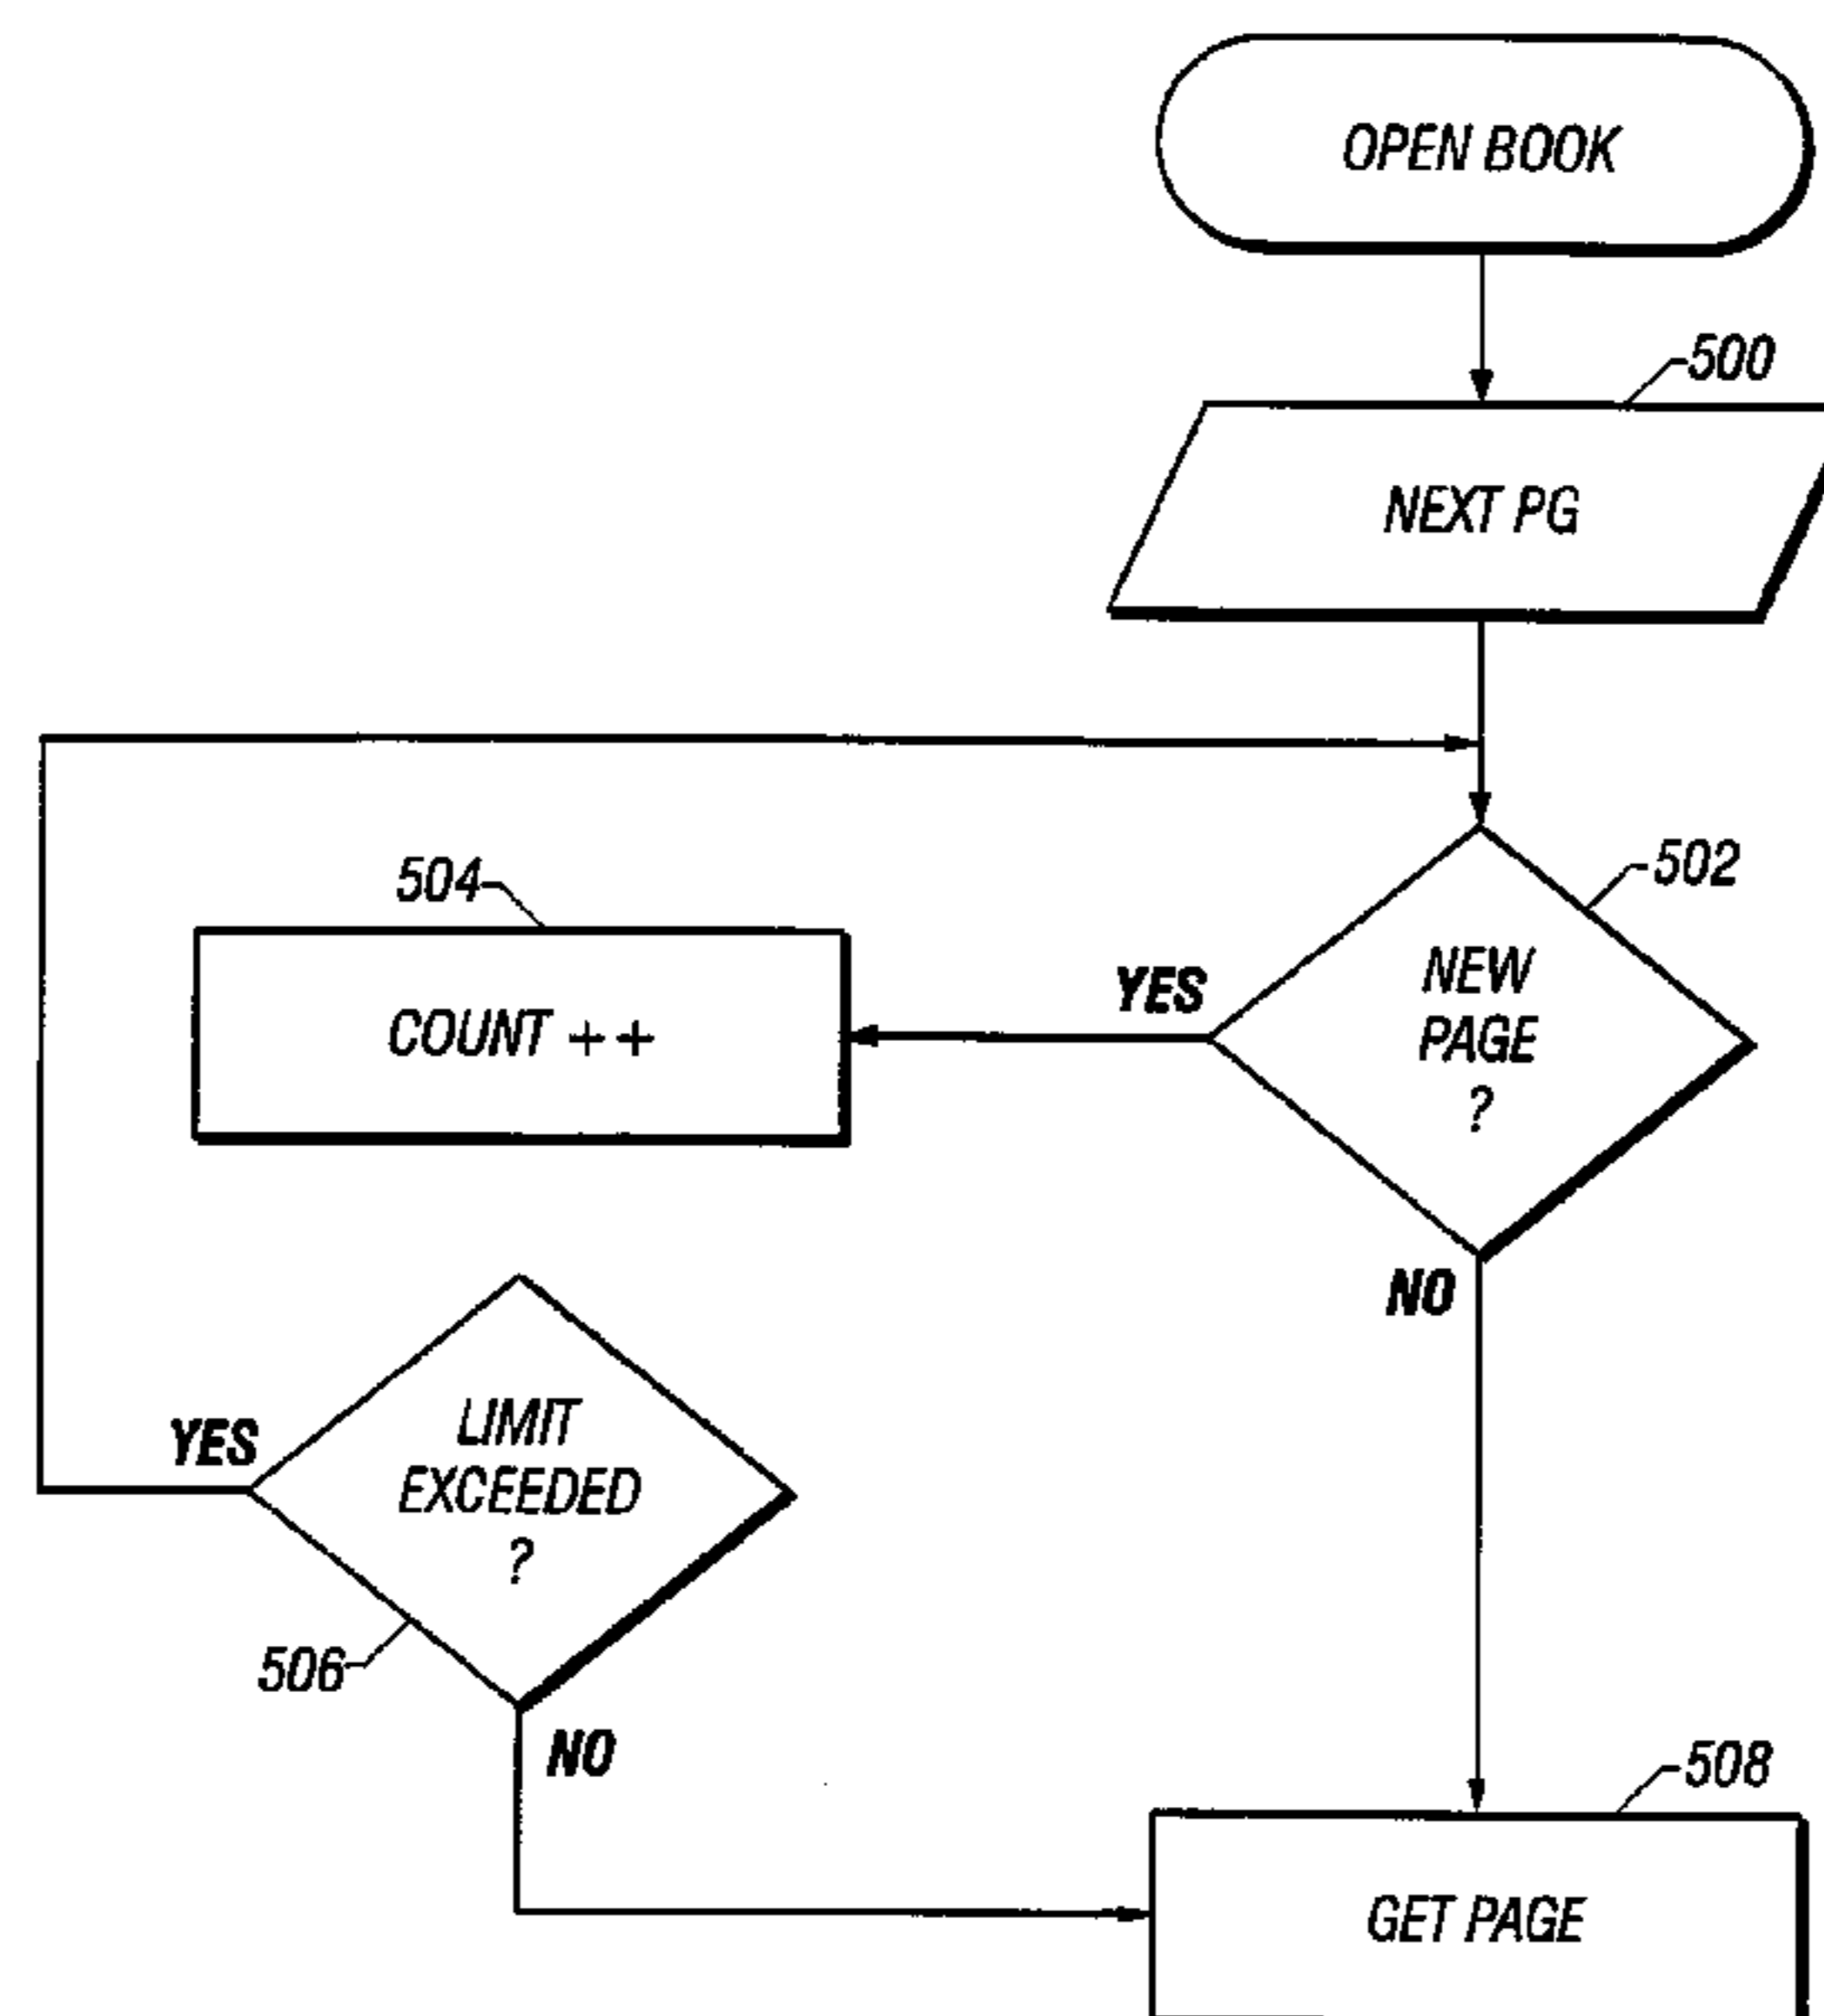 OPEN BOOK
500
NEXT PG
504
502
COUNT ++
YES
NEW
PAGE
?
NO
LIMIT
EXCEEDED
?
YES
506
NO
508
GET PAGE